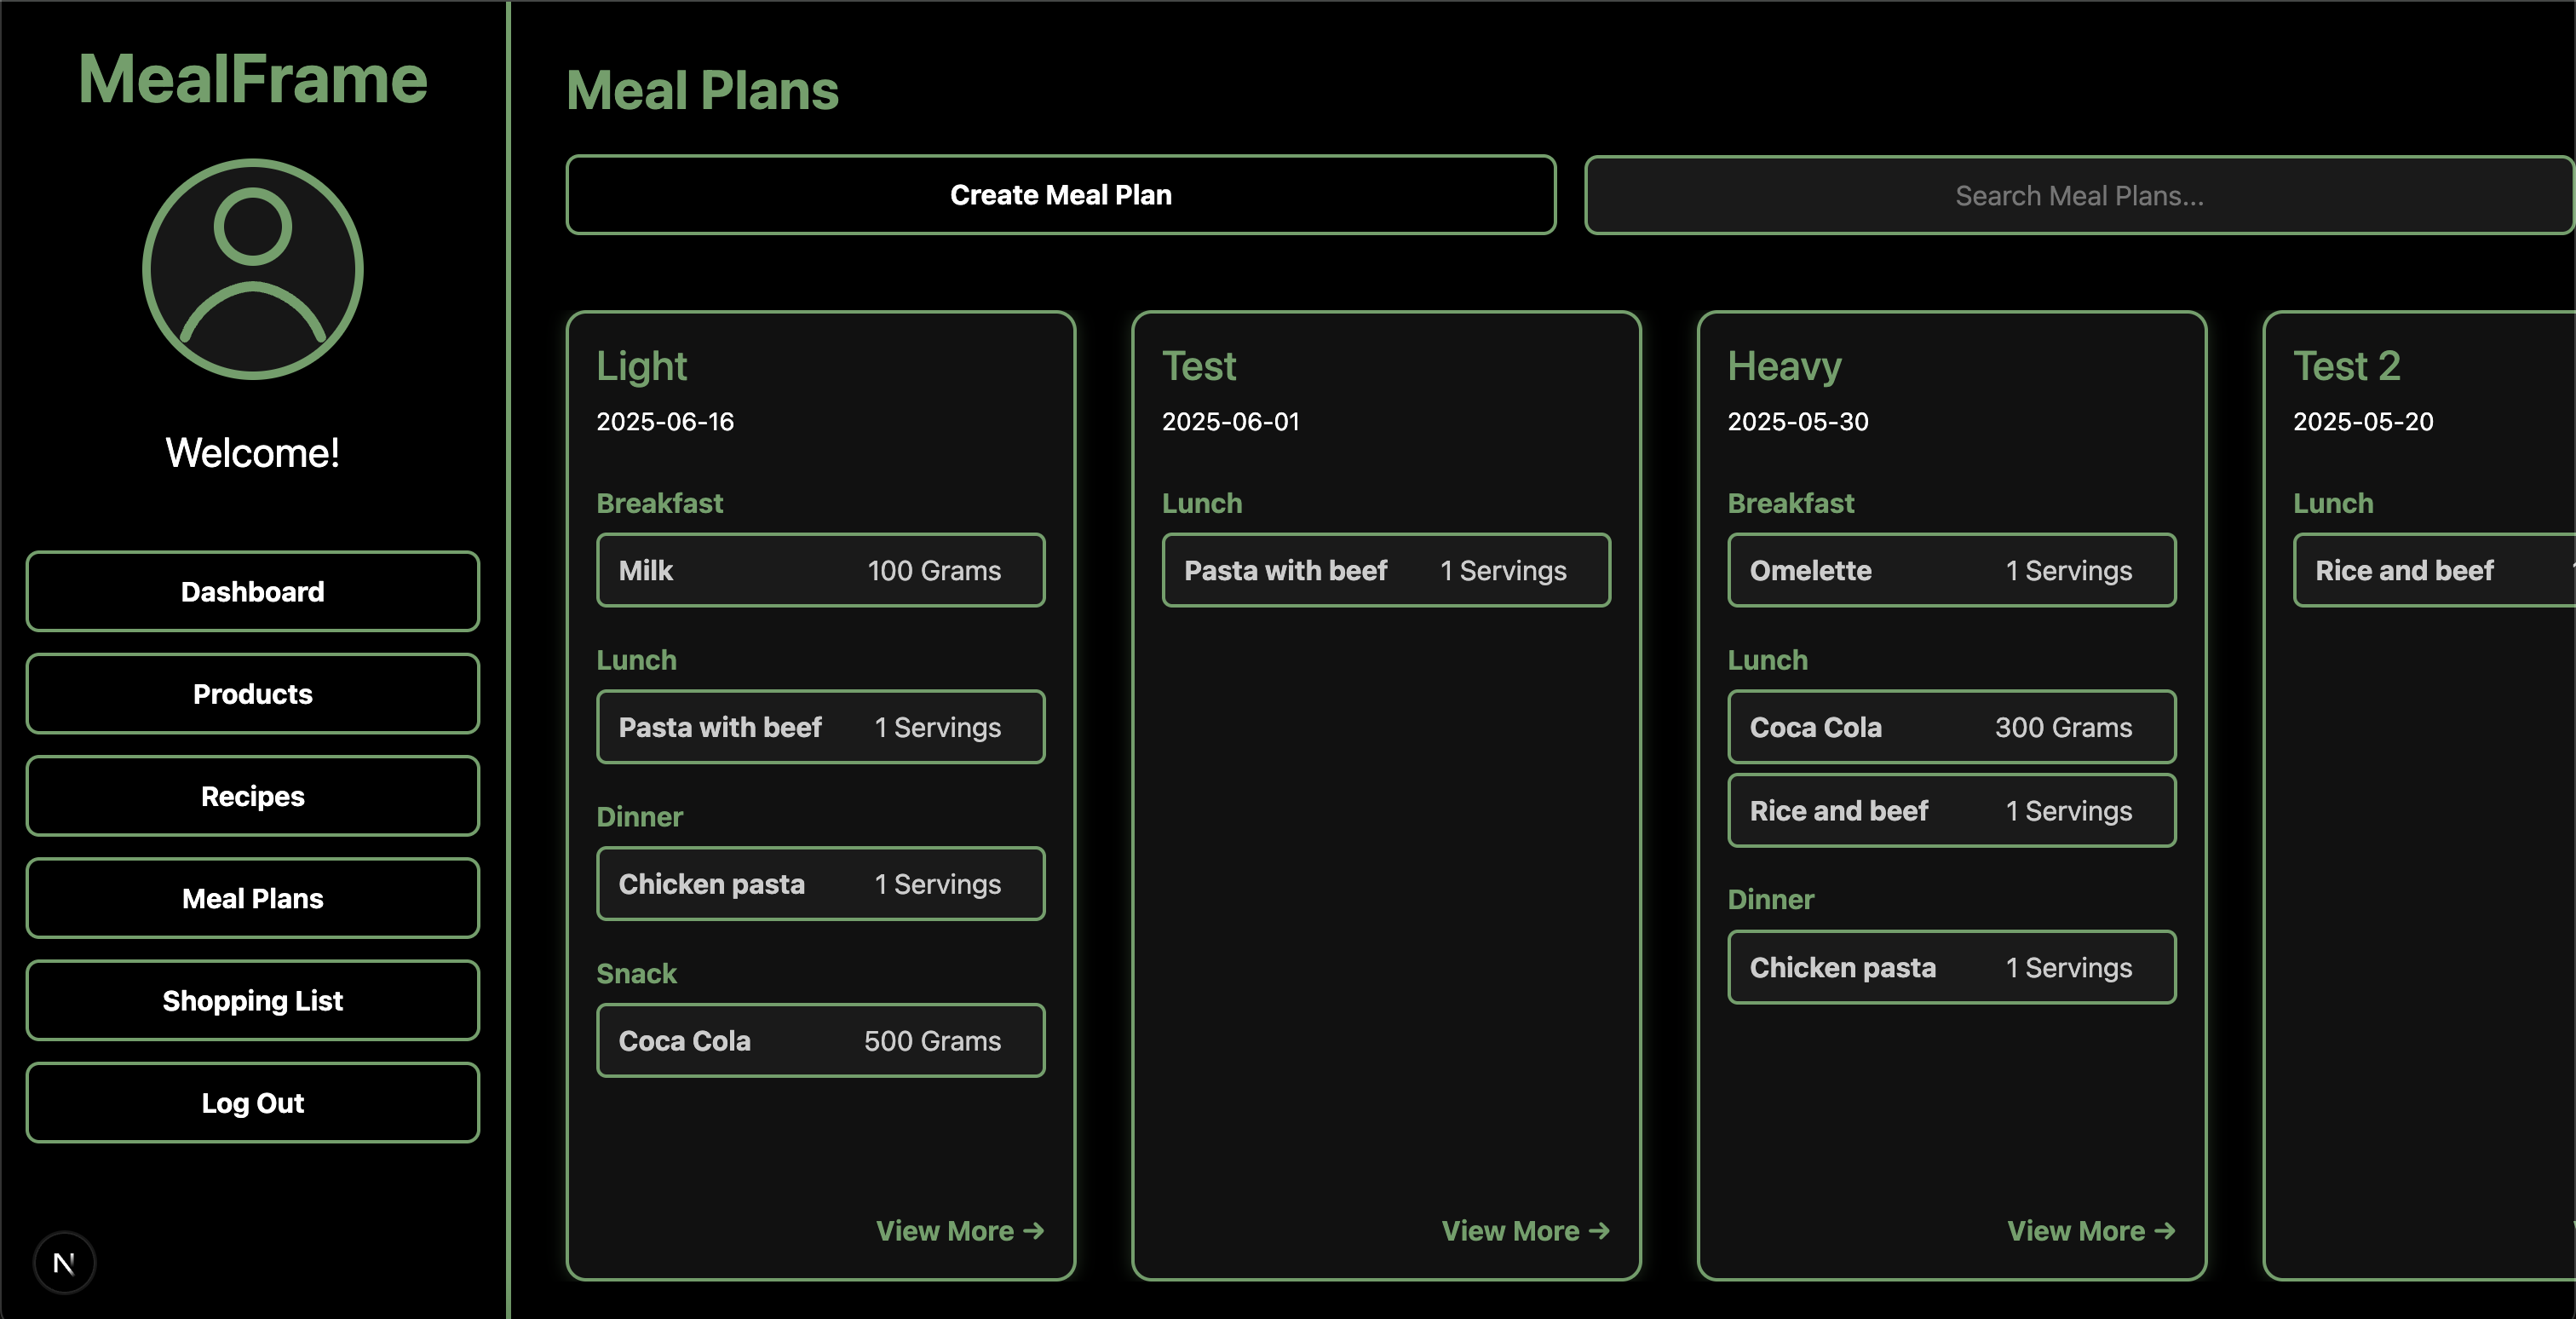 MealFrame
Welcome!
Dashboard
Products
Recipes
Meal Plans
Shopping List
Log Out
N
Meal Plans
Create Meal Plan
Search Meal Plans...
Light
2025-06-16
Breakfast
Milk 100 Grams
Lunch
Pasta with beef 1 Servings
Dinner
Chicken pasta 1 Servings
Snack
Coca Cola 500 Grams
View More →
Test
2025-06-01
Lunch
Pasta with beef 1 Servings
View More →
Heavy
2025-05-30
Breakfast
Omelette 1 Servings
Lunch
Coca Cola 300 Grams
Rice and beef 1 Servings
Dinner
Chicken pasta 1 Servings
View More →
Test 2
2025-05-20
Lunch
Rice and beef